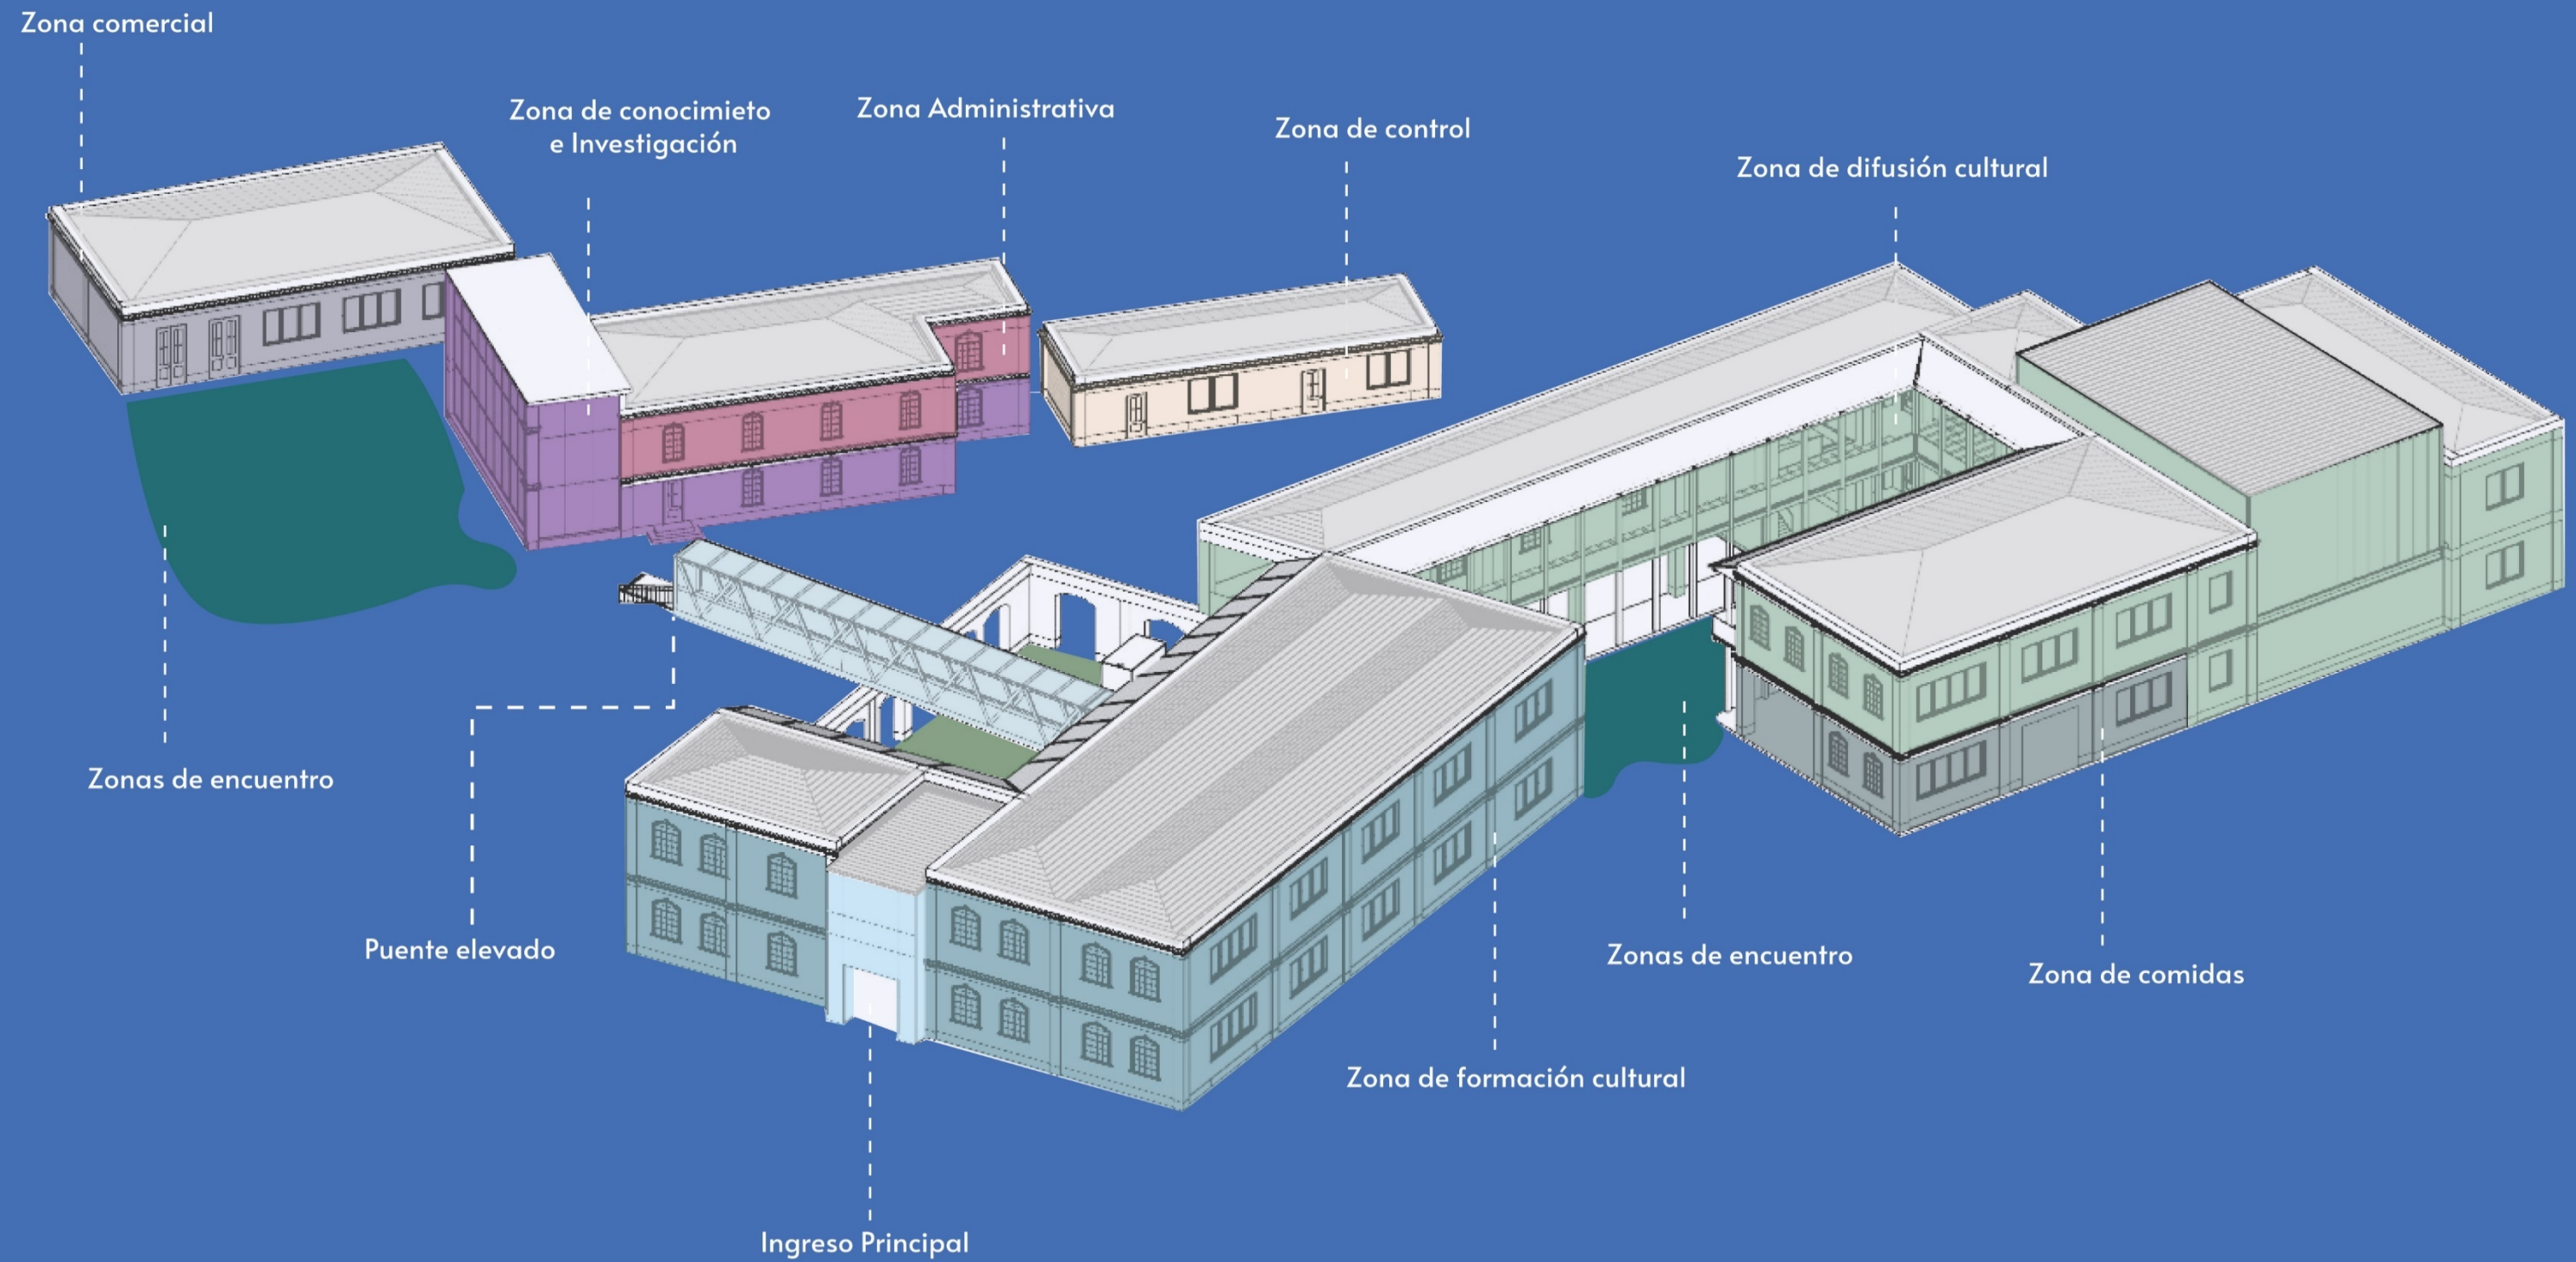 Zona comercial
Zona de conocimieto
e Investigación
Zona Administrativa
Zona de control
Zona de difusión cultural
Zonas de encuentro
Puente elevado
Zonas de encuentro
Zona de comidas
Zona de formación cultural
Ingreso Principal